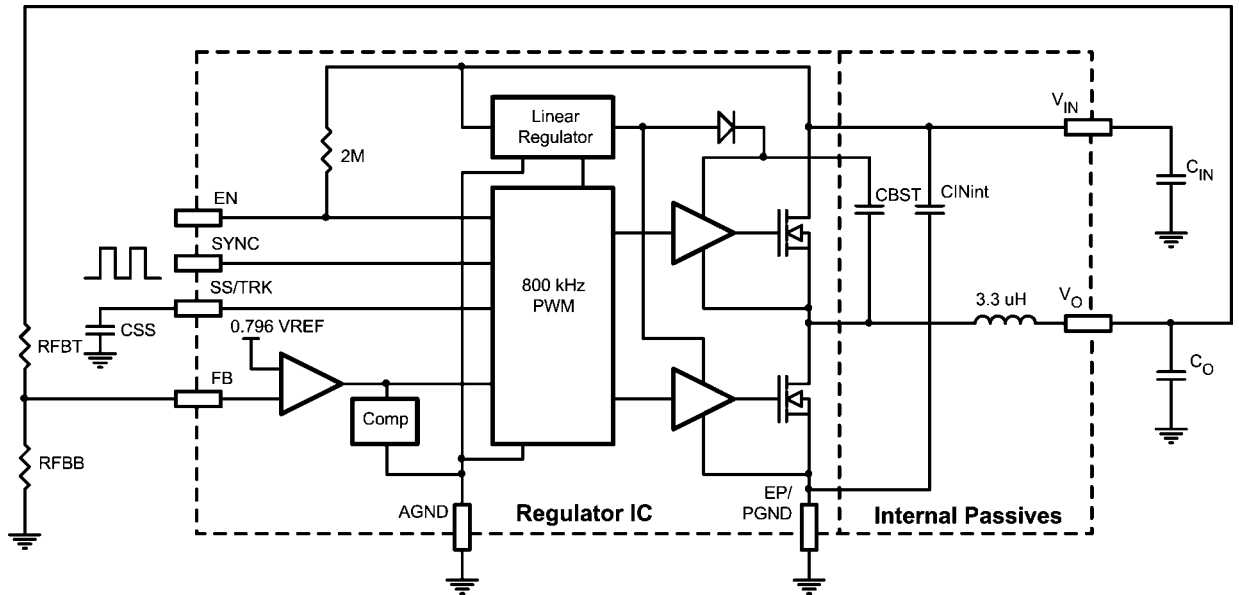 V_IN
Linear
Regulator
2M
C_IN
EN
CBST
CINint
SYNC
SS/TRK
800 kHz
PWM
3.3 uH
V_O
CSS
0.796 VREF
RFBT
FB
C_O
Comp
RFBB
AGND
Regulator IC
EP/
PGND
Internal Passives